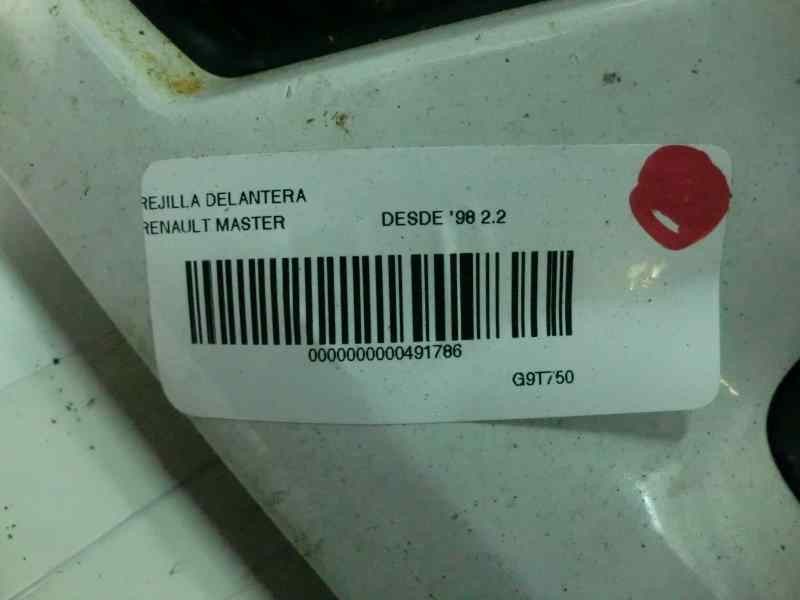 REJILLA DELANTERA
RENAULT MASTER DESDE '98 2.2
0000000000491786
G9T750